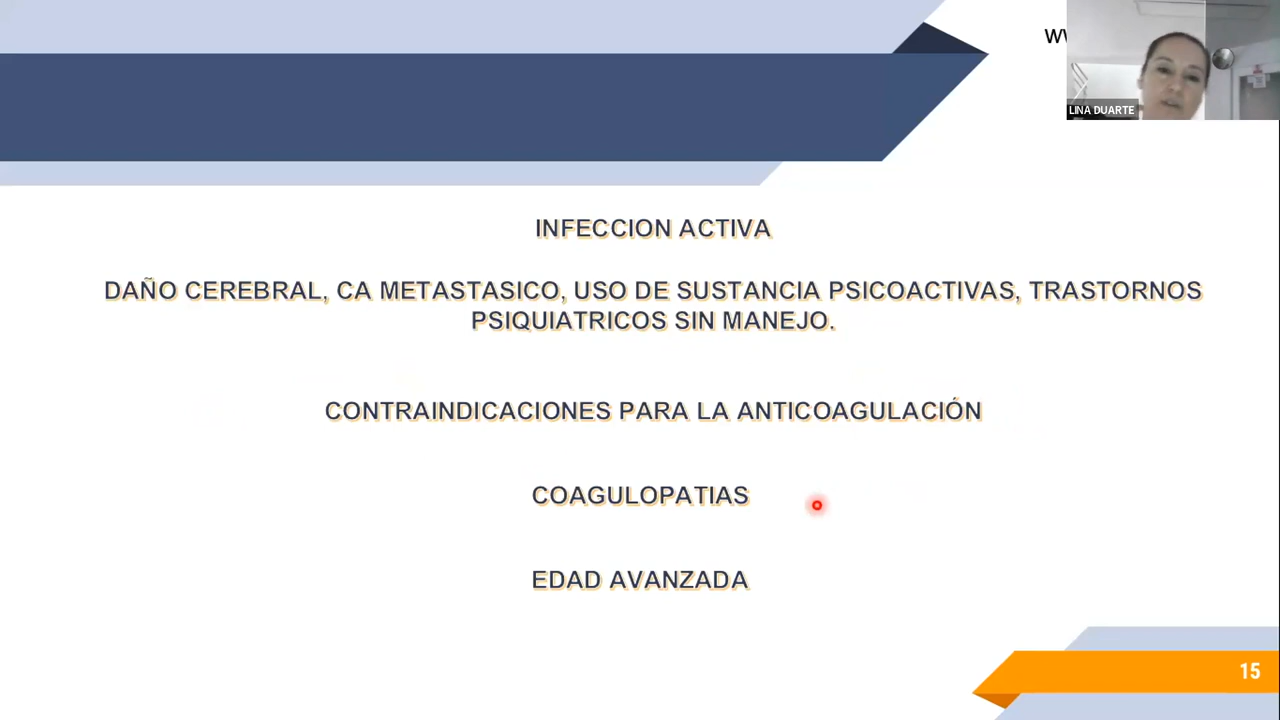 LINA DUARTE
INFECCION ACTIVA
DAÑO CEREBRAL, CA METASTASICO, USO DE SUSTANCIA PSICOACTIVAS, TRASTORNOS
PSIQUIATRICOS SIN MANEJO.
CONTRAINDICACIONES PARA LA ANTICOAGULACIÓN
COAGULOPATIAS
EDAD AVANZADA
15